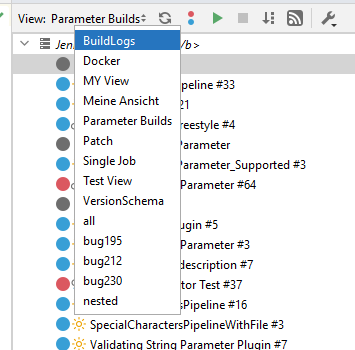 View: Parameter Builds
Jen /b>
BuildLogs
Docker
MY View
Meine Ansicht
Parameter Builds
Patch
Single Job
Test View
VersionSchema
all
bug195
bug212
bug230
nested
ipeline #33
21
reestyle #4
Parameter
Parameter_Supported #3
Parameter #64
ugin #5
Parameter #3
description #7
tor Test #37
sPipeline #16
SpecialCharactersPipelineWithFile #3
Validating String Parameter Plugin #7